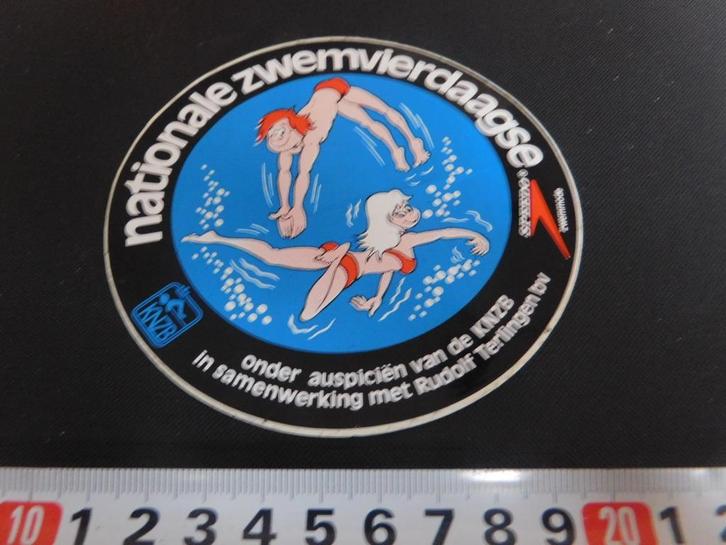 nationale zwemvierdaagse
SPEEDO®
KNZB
onder auspiciën van de KNZB
in samenwerking met Rudolf Terlingen bv
10 1 2 3 4 5 6 7 8 9 20 1 2